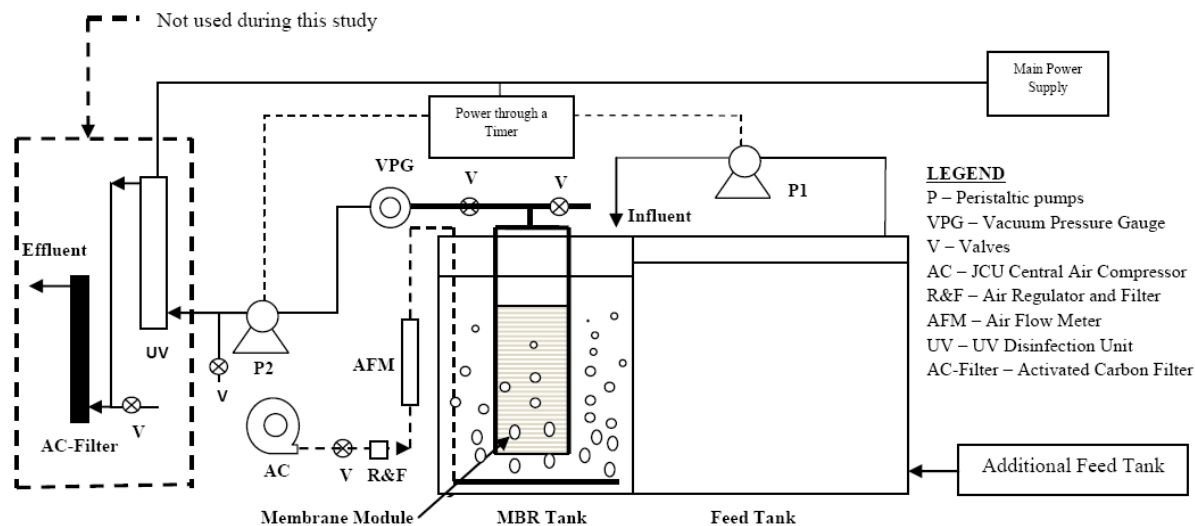 Not used during this study
Main Power
Supply
Power through a
Timer
VPG
V
V
P1
Influent
LEGEND
P – Peristaltic pumps
VPG – Vacuum Pressure Gauge
V – Valves
AC – JCU Central Air Compressor
R&F – Air Regulator and Filter
AFM – Air Flow Meter
UV – UV Disinfection Unit
AC-Filter – Activated Carbon Filter
Effluent
UV
P2
V
AFM
V
AC-Filter
AC
V
R&F
Additional Feed Tank
Membrane Module
MBR Tank
Feed Tank